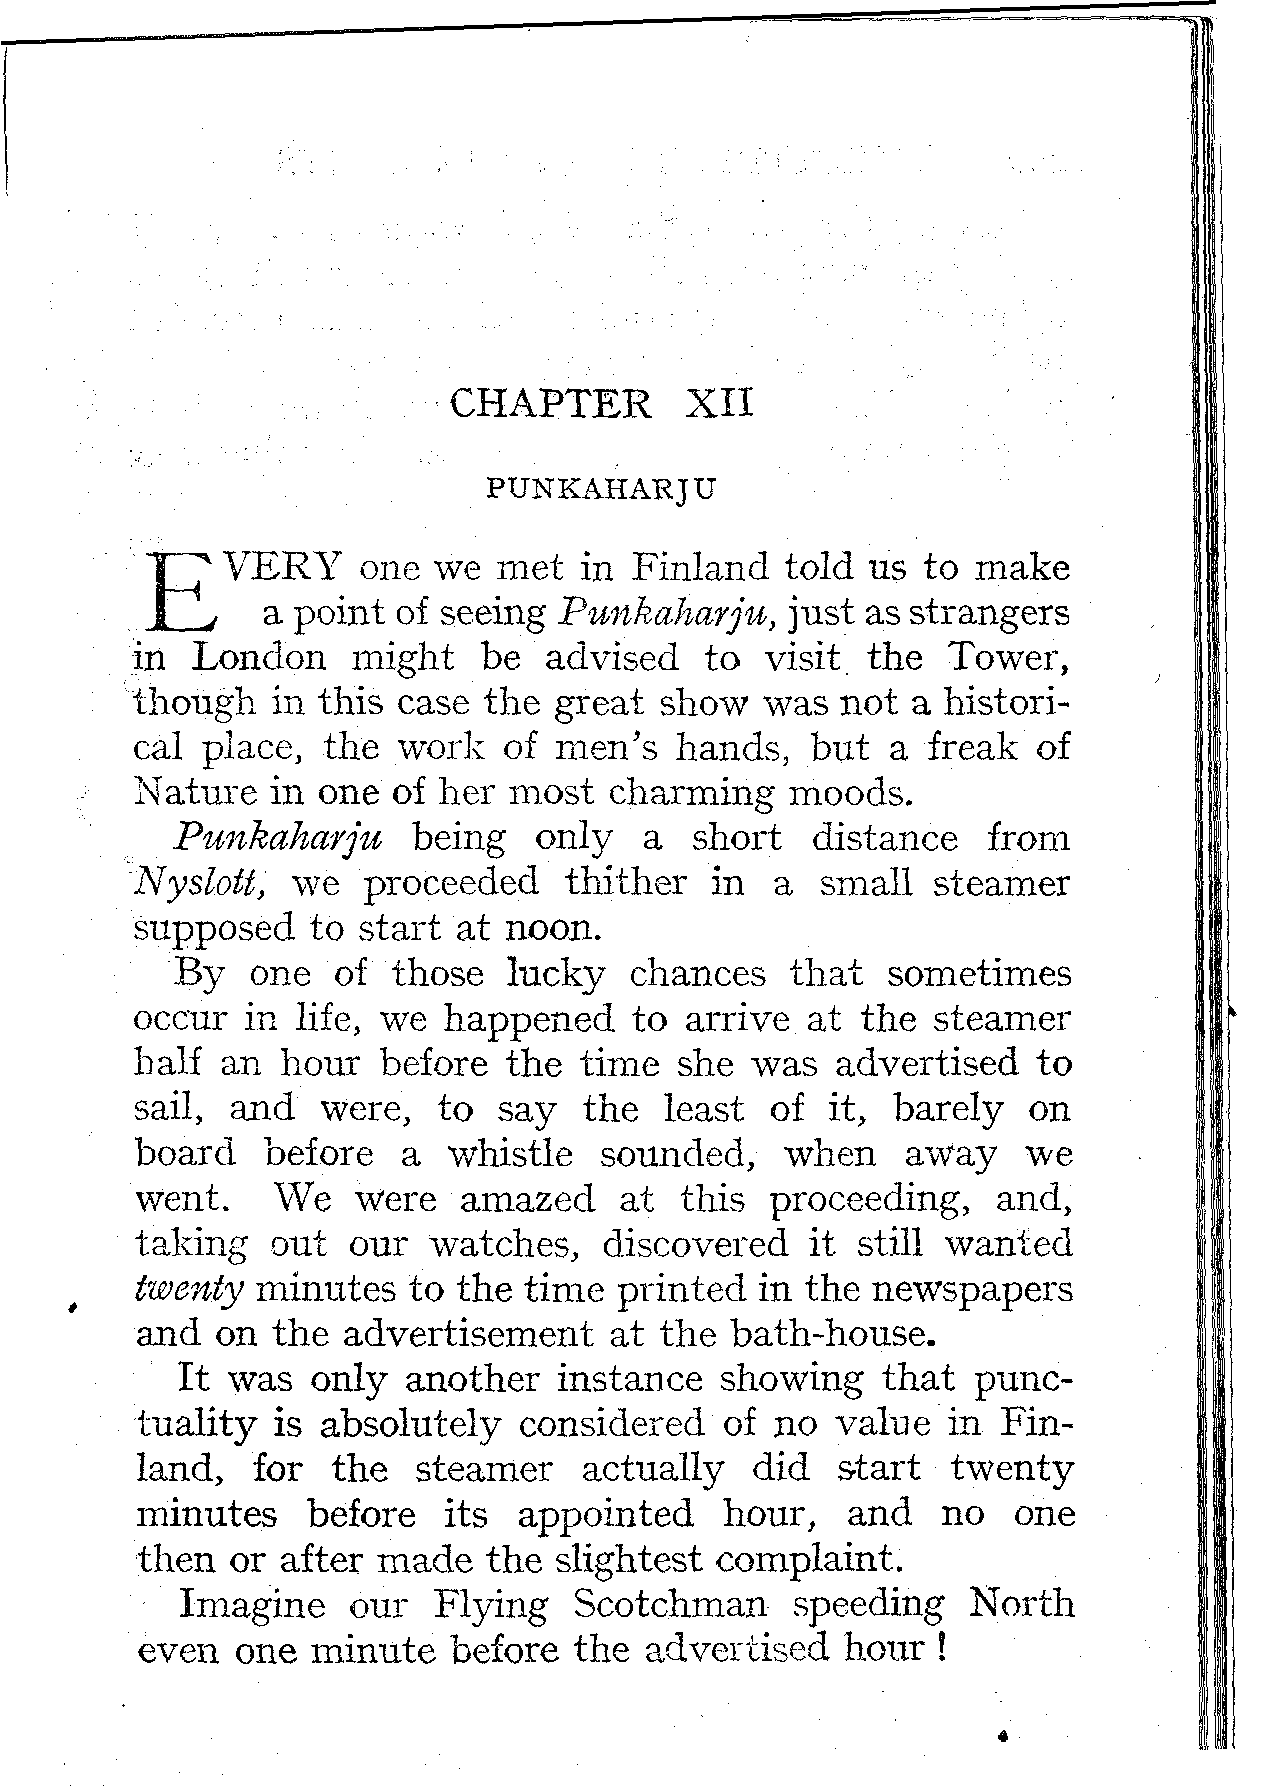 CHAPTER XII
PUNKAHARJU
EVERY one we met in Finland told us to make
a point of seeing Punkaharju, just as strangers
in London might be advised to visit the Tower,
though in this case the great show was not a histori-
cal place, the work of men's hands, but a freak of
Nature in one of her most charming moods.
Punkaharju being only a short distance from
Nyslott, we proceeded thither in a small steamer
supposed to start at noon.
By one of those lucky chances that sometimes
occur in life, we happened to arrive at the steamer
half an hour before the time she was advertised to
sail, and were, to say the least of it, barely on
board before a whistle sounded, when away we
went. We were amazed at this proceeding, and,
taking out our watches, discovered it still wanted
twenty minutes to the time printed in the newspapers
and on the advertisement at the bath-house.
It was only another instance showing that punc-
tuality is absolutely considered of no value in Fin-
land, for the steamer actually did start twenty
minutes before its appointed hour, and no one
then or after made the slightest complaint.
Imagine our Flying Scotchman speeding North
even one minute before the advertised hour !